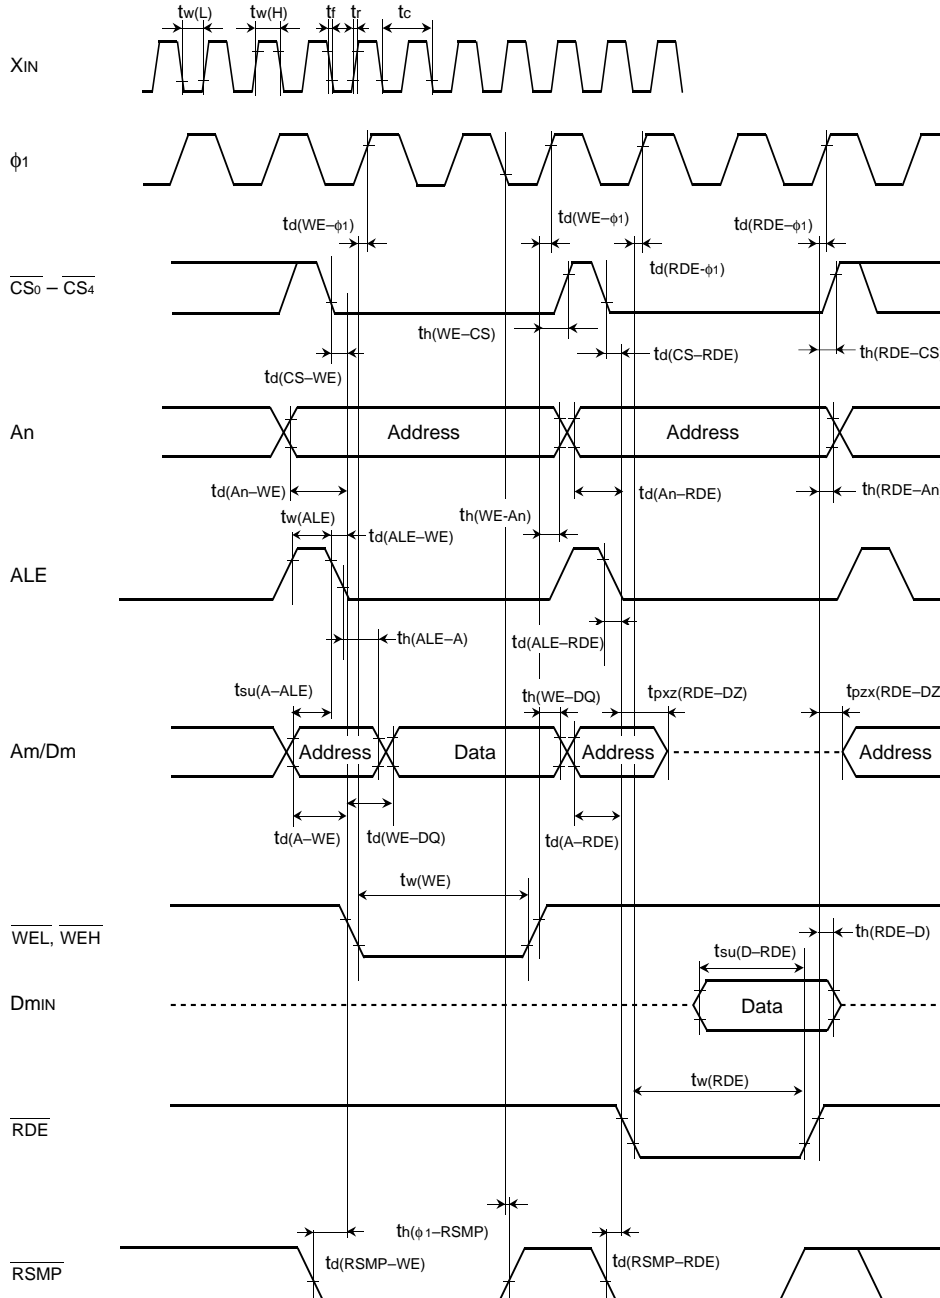 tw(L) tw(H) tf tr tc
XIN
ϕ1
td(WE–ϕ1) td(WE–ϕ1) td(RDE–ϕ1)
td(RDE-ϕ1)
CS0 – CS4
th(WE–CS) td(CS–RDE) th(RDE–CS
td(CS–WE)
An Address Address
td(An–WE) td(An–RDE) th(RDE–An
tw(ALE) th(WE-An)
td(ALE–WE)
ALE
th(ALE–A) td(ALE–RDE)
tsu(A–ALE) th(WE–DQ) tpxz(RDE–DZ) tpzx(RDE–DZ
Am/Dm Address Data Address Address
td(A–WE) td(WE–DQ) td(A–RDE)
tw(WE)
WEL, WEH
th(RDE–D)
tsu(D–RDE)
DmIN Data
tw(RDE)
RDE
th(ϕ1–RSMP)
td(RSMP–WE) td(RSMP–RDE)
RSMP